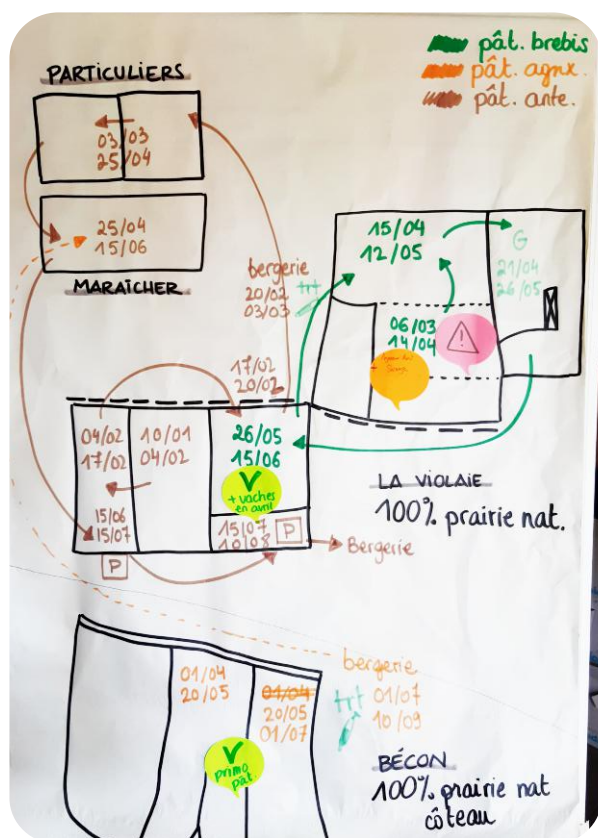 pât. brebis
pât. agnx.
pât. ante.
PARTICULIERS
03/03
25/04
25/04
15/06
MARAÎCHER
bergerie
20/02
03/03
trt
15/04
12/05
G
21/04
26/05
06/03
14/04
17/02
20/02
04/02
17/02
10/01
04/02
26/05
15/06
V
+ vaches
en avril
15/06
15/07
15/07
10/08
P
Bergerie
P
LA VIOLAIE
100% prairie nat.
bergerie
01/04
20/05
01/04
20/05
01/07
trt
01/07
10/09
V
primo
pât.
BÉCON
100% prairie nat
côteau